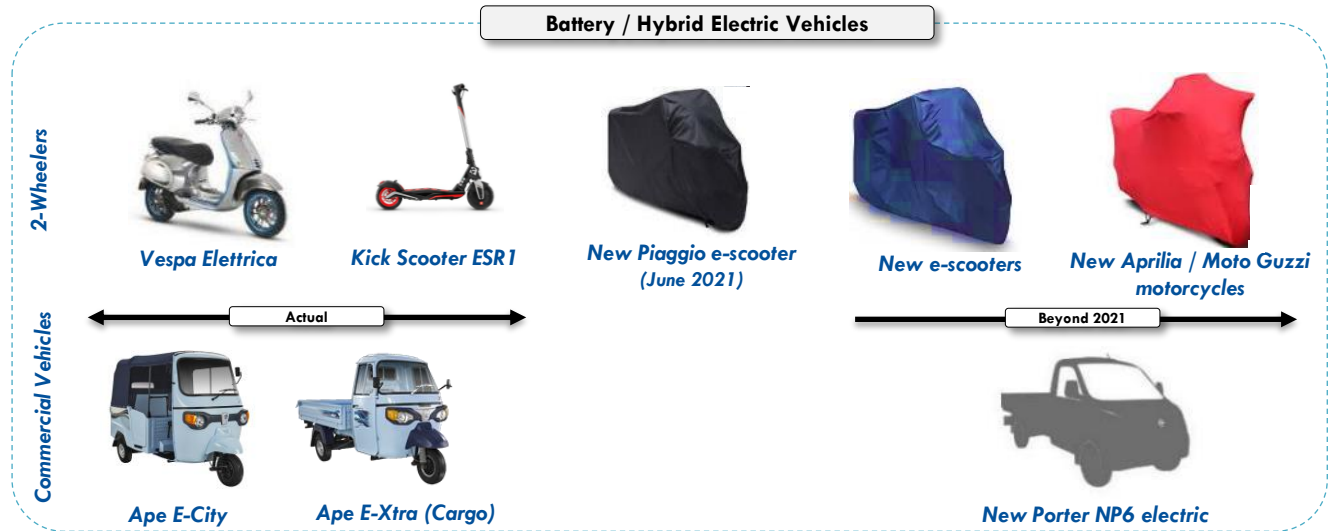 Battery / Hybrid Electric Vehicles
2-Wheelers
Vespa Elettrica
Kick Scooter ESR1
New Piaggio e-scooter
(June 2021)
New e-scooters
New Aprilia / Moto Guzzi
motorcycles
Actual
Beyond 2021
Commercial Vehicles
Ape E-City
Ape E-Xtra (Cargo)
New Porter NP6 electric